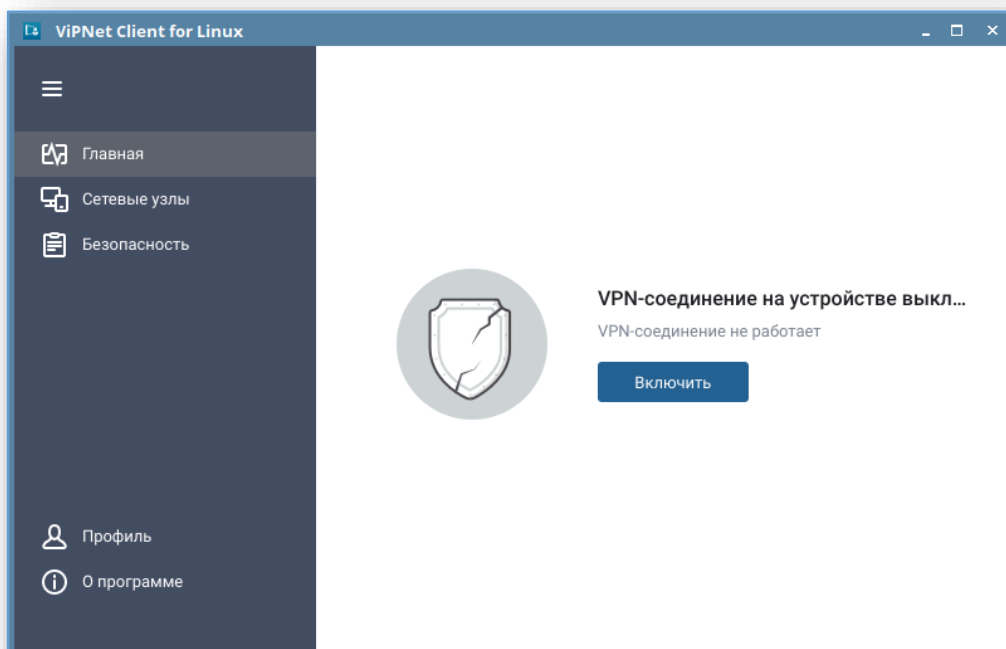 ViPNet Client for Linux
Главная
Сетевые узлы
Безопасность
VPN-соединение на устройстве выкл...
VPN-соединение не работает
Включить
Профиль
О программе